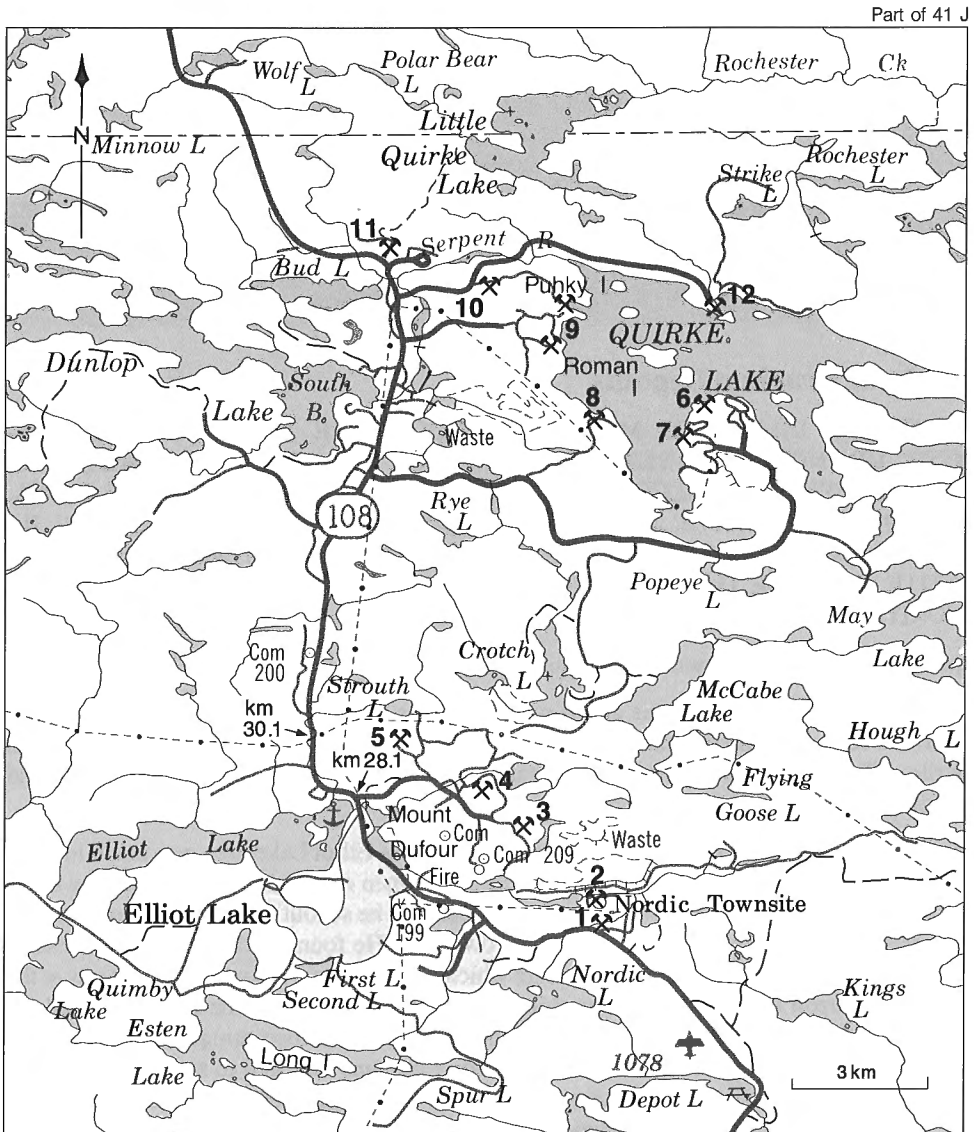 Part of 41 J
Wolf
L
Polar Bear
L
Rochester Ck
N
Minnow L
Little
Quirke
Lake
Strike
L
Rochester
L
11
Serpent R
Bud L
10
Puhky I
12
9
QUIRKE
LAKE
Roman
I
Dunlop
Lake
South
B.
8
6
7
Waste
108
Rye
L
Popeye
L
May
Lake
Com
200
Crotch
L
Strouth
L
McCabe
Lake
km
30.1
5
Hough L
km 28.1
4
Flying
Goose L
Mount
Dufour
Com
3
Com 209
Waste
Fire
Elliot Lake
2
Elliot Lake
Com
199
1
Nordic Townsite
First L
Second L
Nordic
L
Quimby
Lake
Kings
L
Esten
Lake
Long I
1078
3 km
Spur L
Depot L